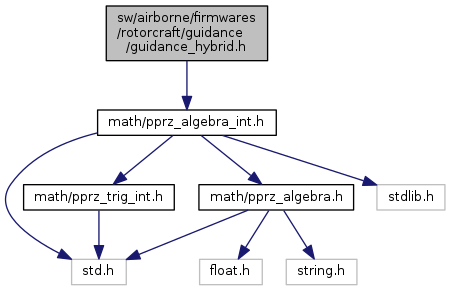 sw/airborne/firmwares
/rotorcraft/guidance
/guidance_hybrid.h
math/pprz_algebra_int.h
math/pprz_trig_int.h
math/pprz_algebra.h
stdlib.h
std.h
float.h
string.h